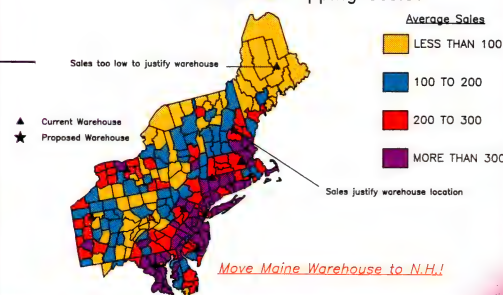 Average Sales
LESS THAN 100
Sales too low to justify warehouse
100 TO 200
Current Warehouse
Proposed Warehouse
200 TO 300
MORE THAN 300
Sales justify warehouse location
Move Maine Warehouse to N.H.!